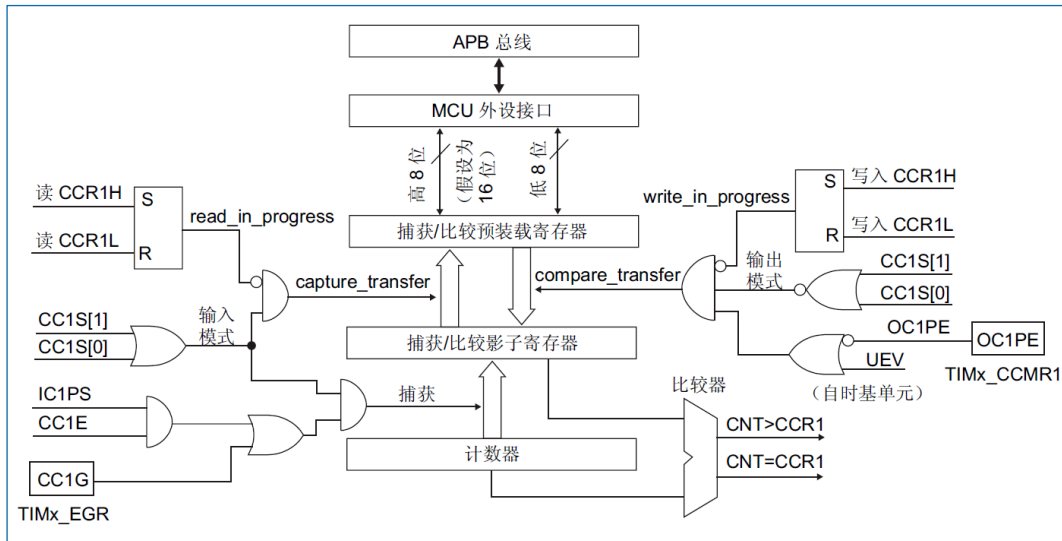 APB 总线
MCU 外设接口
高 8 位
(假设为
16 位)
低 8 位
读 CCR1H
S
read_in_progress
读 CCR1L
R
捕获/比较预装载寄存器
write_in_progress
S
写入 CCR1H
R
写入 CCR1L
capture_transfer
compare_transfer
输出
模式
CC1S[1]
CC1S[0]
CC1S[1]
CC1S[0]
输入
模式
捕获/比较影子寄存器
OC1PE
OC1PE
UEV
TIMx_CCMR1
(自时基单元)
IC1PS
CC1E
捕获
比较器
CNT>CCR1
计数器
CNT=CCR1
CC1G
TIMx_EGR